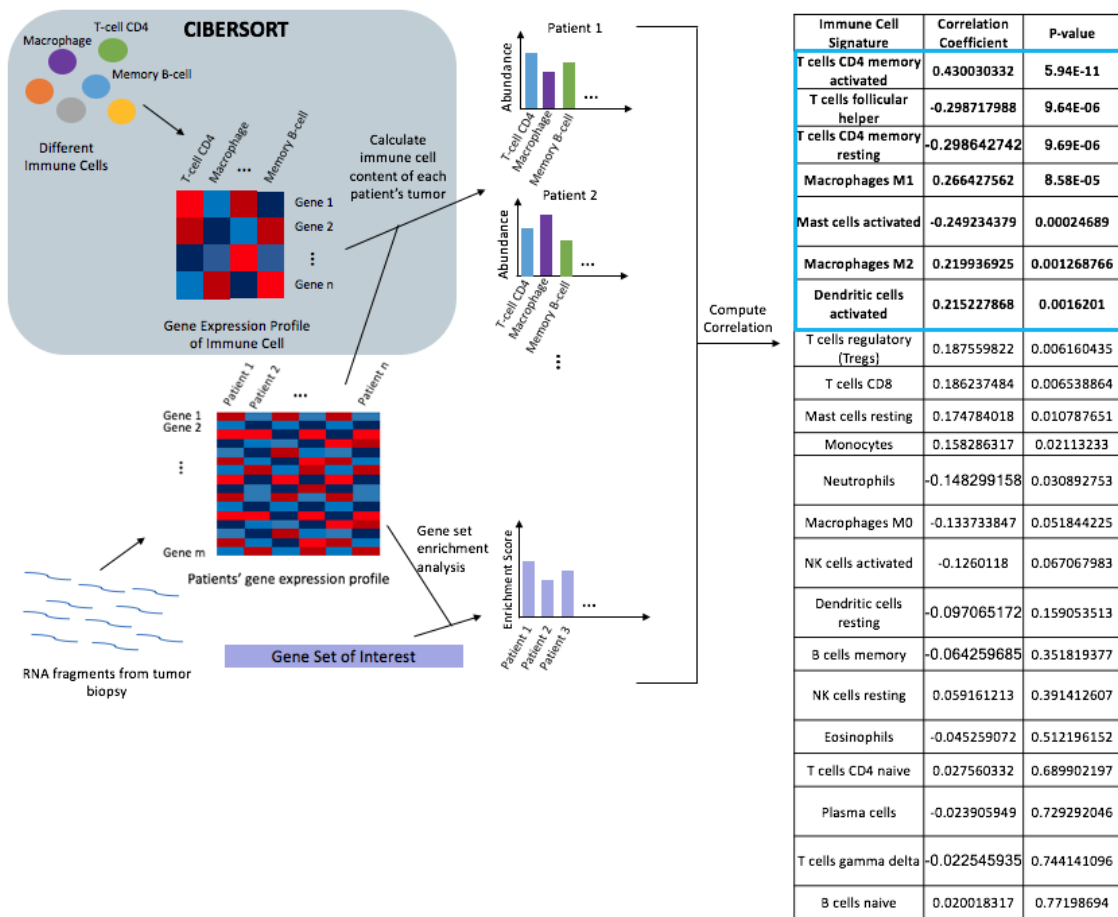 CIBERSORT
T-cell CD4
Macrophage
Memory B-cell
Different
Immune Cells
T-cell CD4
Macrophage
...
Memory B-cell
Gene 1
Gene 2
⋮
Gene n
Gene Expression Profile
of Immune Cell
Calculate
immune cell
content of each
patient's tumor
Patient 1
Abundance
...
T-cell CD4
Macrophage
Memory B-cell
Patient 2
Abundance
...
T-cell CD4
Macrophage
Memory B-cell
⋮
Patient 1
Patient 2
...
Patient n
Gene 1
Gene 2
⋮
Gene m
Patients' gene expression profile
RNA fragments from tumor
biopsy
Gene set
enrichment
analysis
Gene Set of Interest
Enrichment Score
...
Patient 1
Patient 2
Patient 3
Compute
Correlation
Immune Cell Signature Correlation Coefficient P-value
T cells CD4 memory activated 0.430030332 5.94E-11
T cells follicular helper -0.298717988 9.64E-06
T cells CD4 memory resting -0.298642742 9.69E-06
Macrophages M1 0.266427562 8.58E-05
Mast cells activated -0.249234379 0.00024689
Macrophages M2 0.219936925 0.001268766
Dendritic cells activated 0.215227868 0.0016201
T cells regulatory (Tregs) 0.187559822 0.006160435
T cells CD8 0.186237484 0.006538864
Mast cells resting 0.174784018 0.010787651
Monocytes 0.158286317 0.02113233
Neutrophils -0.148299158 0.030892753
Macrophages M0 -0.133733847 0.051844225
NK cells activated -0.1260118 0.067067983
Dendritic cells resting -0.097065172 0.159053513
B cells memory -0.064259685 0.351819377
NK cells resting 0.059161213 0.391412607
Eosinophils -0.045259072 0.512196152
T cells CD4 naive 0.027560332 0.689902197
Plasma cells -0.023905949 0.729292046
T cells gamma delta -0.022545935 0.744141096
B cells naive 0.020018317 0.77198694